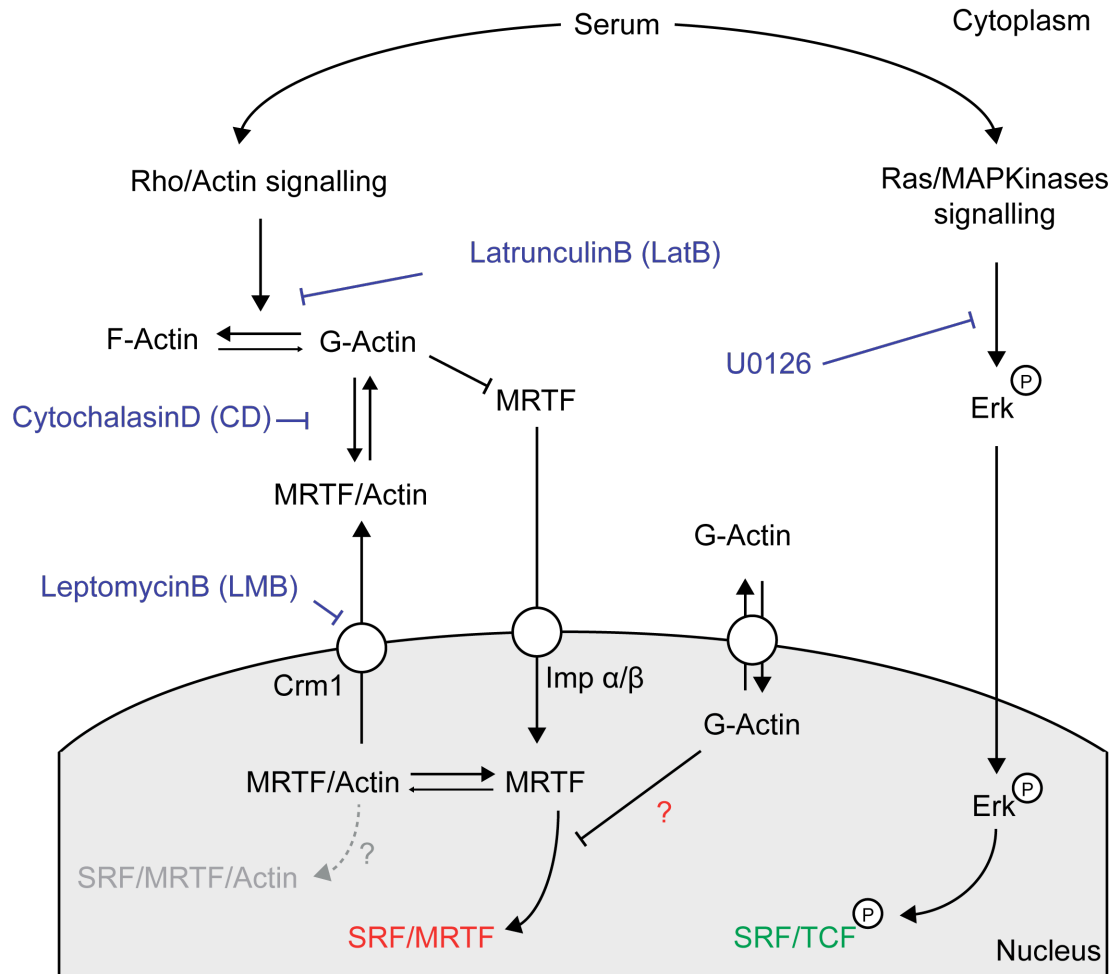 Serum
Cytoplasm
Rho/Actin signalling
Ras/MAPKinases
signalling
LatrunculinB (LatB)
F-Actin
G-Actin
U0126
P
MRTF
Erk
CytochalasinD (CD)
MRTF/Actin
G-Actin
LeptomycinB (LMB)
Crm1
Imp α/β
G-Actin
MRTF/Actin
MRTF
P
Erk
?
?
SRF/MRTF/Actin
P
SRF/MRTF
SRF/TCF
Nucleus